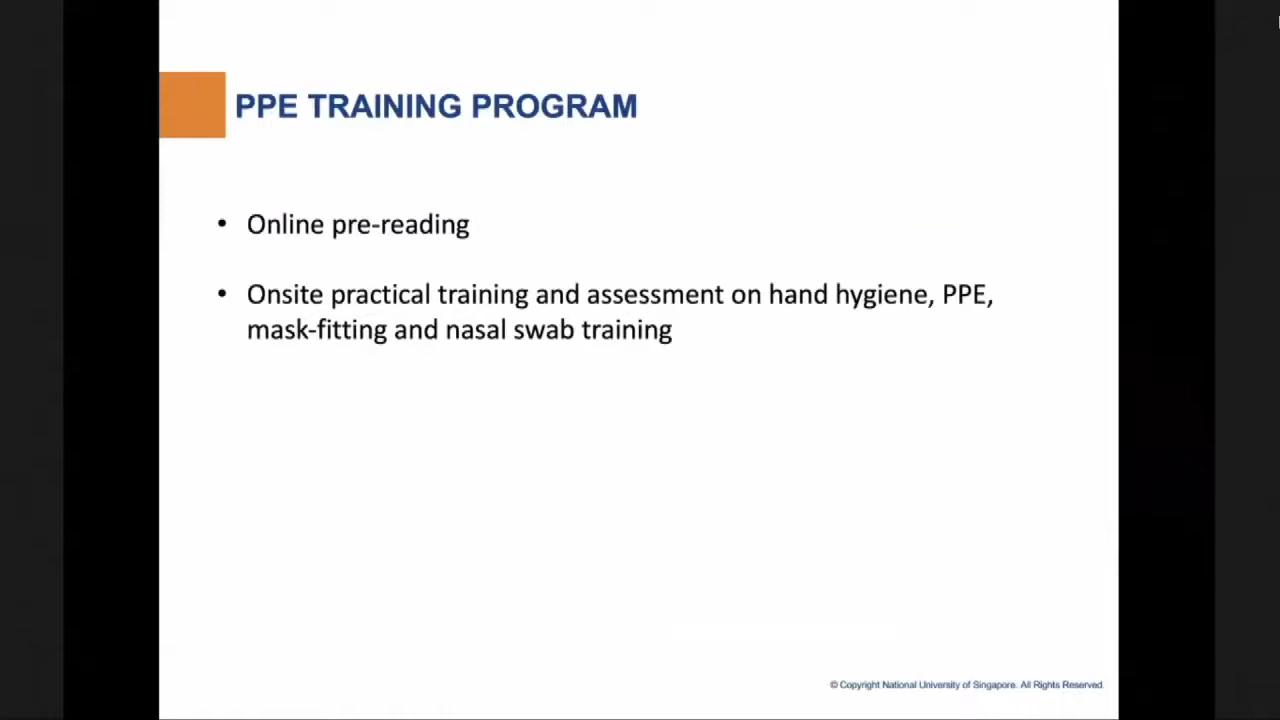 PPE TRAINING PROGRAM
• Online pre-reading
• Onsite practical training and assessment on hand hygiene, PPE,
mask-fitting and nasal swab training
© Copyright National University of Singapore. All Rights Reserved.